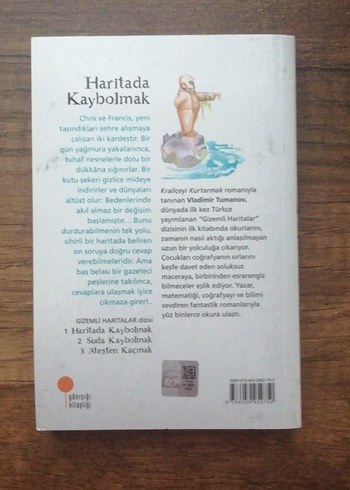 Haritada
Kaybolmak
Chris ve Francis, yeni
taşındıkları şehre alışmaya
çalışan iki kardeştir. Bir
gün yağmura yakalanınca,
tuhaf nesnelerle dolu bir
dükkâna sığınırlar. Bir
kutu şekeri gizlice mideye
indirirler ve dünyaları
altüst olur: Bedenlerinde
akıl almaz bir değişim
başlamıştır... Bunu
durdurabilmenin tek yolu,
sihirli bir haritada beliren
on soruya doğru cevap
verebilmeleridir. Ama
baş belası bir gazeteci
peşlerine takılınca,
cevaplara ulaşmak iyice
çıkmaza girer!..
GİZEMLİ HARİTALAR dizisi
1 Haritada Kaybolmak
2 Suda Kaybolmak
3 Ateşten Kaçmak
Kraliçeyi Kurtarmak romanıyla
tanınan Vladimir Tumanov,
dünyada ilk kez Türkçe
yayımlanan "Gizemli Haritalar"
dizisinin ilk kitabında okurlarını,
zamanın nasıl aktığı anlaşılmayan
uzun bir yolculuğa çıkarıyor.
Çocukları coğrafyanın sırlarını
keşfe davet eden soluksuz
maceraya, birbirinden esrarengiz
bilmeceler eşlik ediyor. Yazar,
matematiği, coğrafyayı ve bilimi
sevdiren fantastik romanlarıyla
yüz binlerce okura ulaştı.
günışığı
kitaplığı